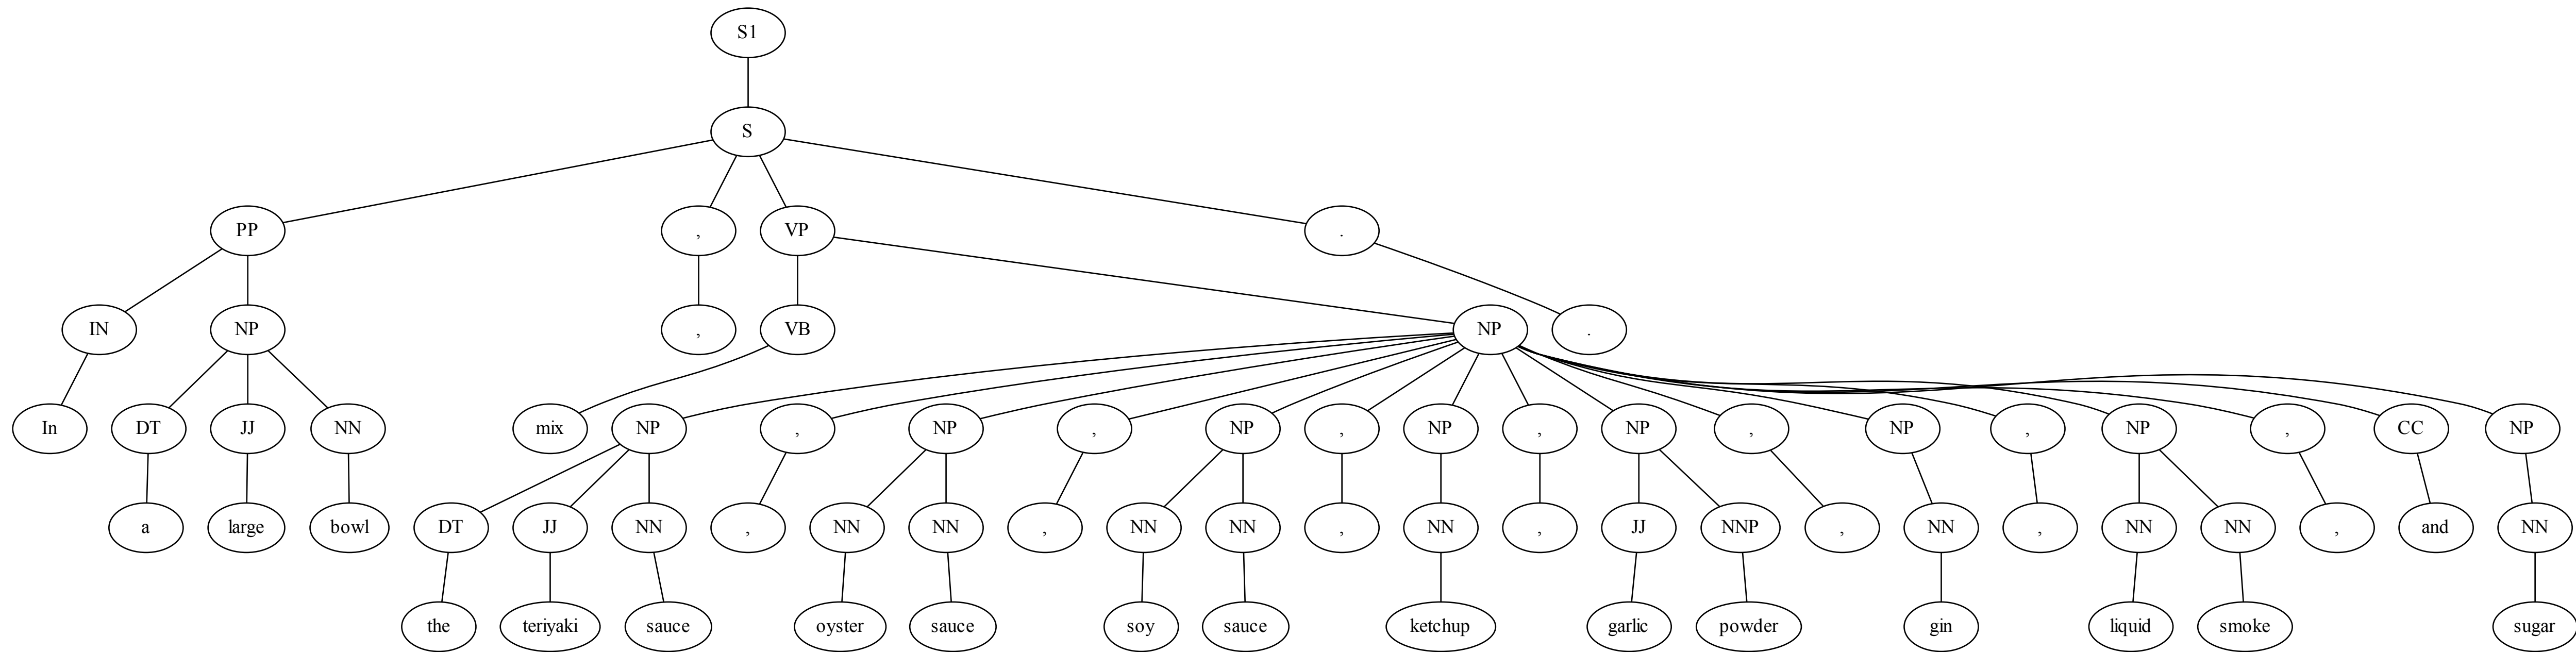 S1
S
PP , VP .
IN NP , VB NP .
In DT JJ NN mix NP , NP , NP , NP , NP , NP , NP , CC NP
a large bowl DT JJ NN , NN NN , NN NN , NN , JJ NNP , NN , NN NN , and NN
the teriyaki sauce oyster sauce soy sauce ketchup garlic powder gin liquid smoke sugar